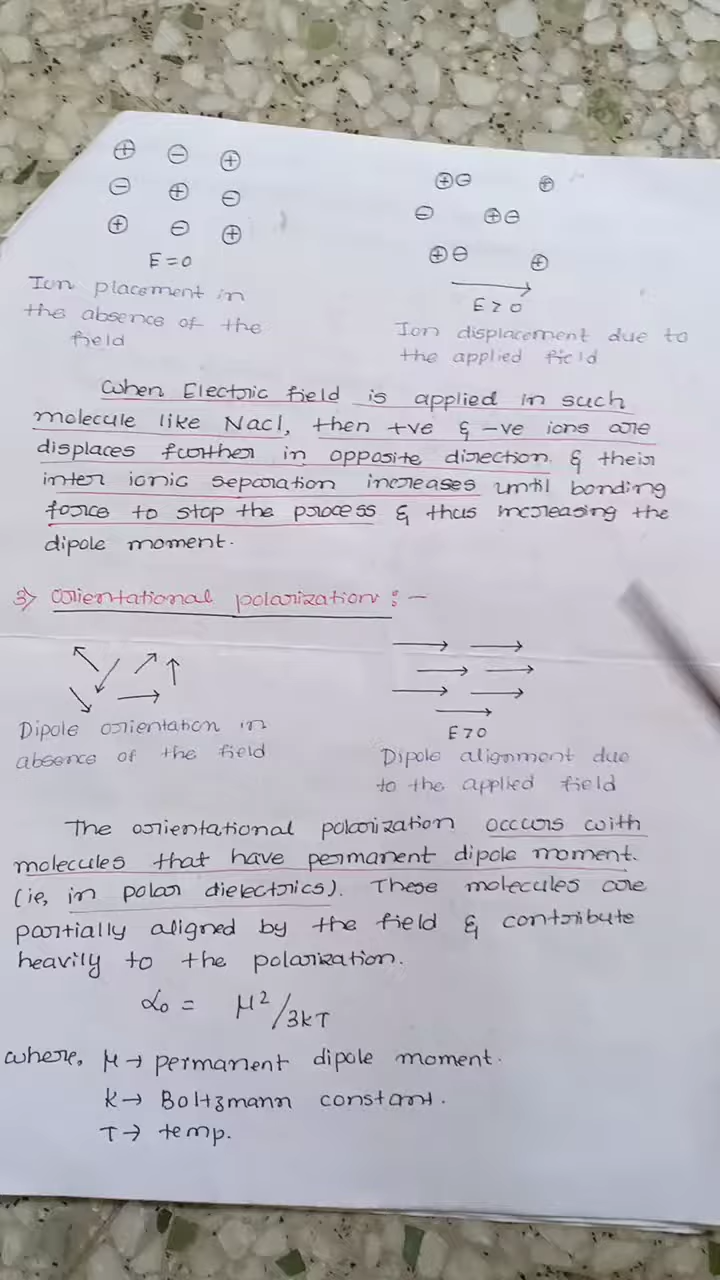 ⊕ ⊖ ⊕
⊖ ⊕ ⊖
⊕ ⊖ ⊕
E=0
Ion placement in
the absence of the
field
⊕⊖ ⊕
⊖ ⊕⊖
⊕⊖ ⊕
E>0
Ion displacement due to
the applied field
When Electric field is applied in such
molecule like Nacl, then +ve & -ve ions are
displaces further in opposite direction & their
inter ionic separation increases until bonding
force to stop the process & thus increasing the
dipole moment.
3) Orientational polarization :-
Dipole orientation in
absence of the field
E>0
Dipole alignment due
to the applied field
The orientational polarization occurs with
molecules that have permanent dipole moment.
(ie, in polar dielectrics). These molecules are
partially aligned by the field & contribute
heavily to the polarization.
α₀ = μ²/3kT
where, μ → permanent dipole moment.
k → Boltzmann constant.
T → temp.